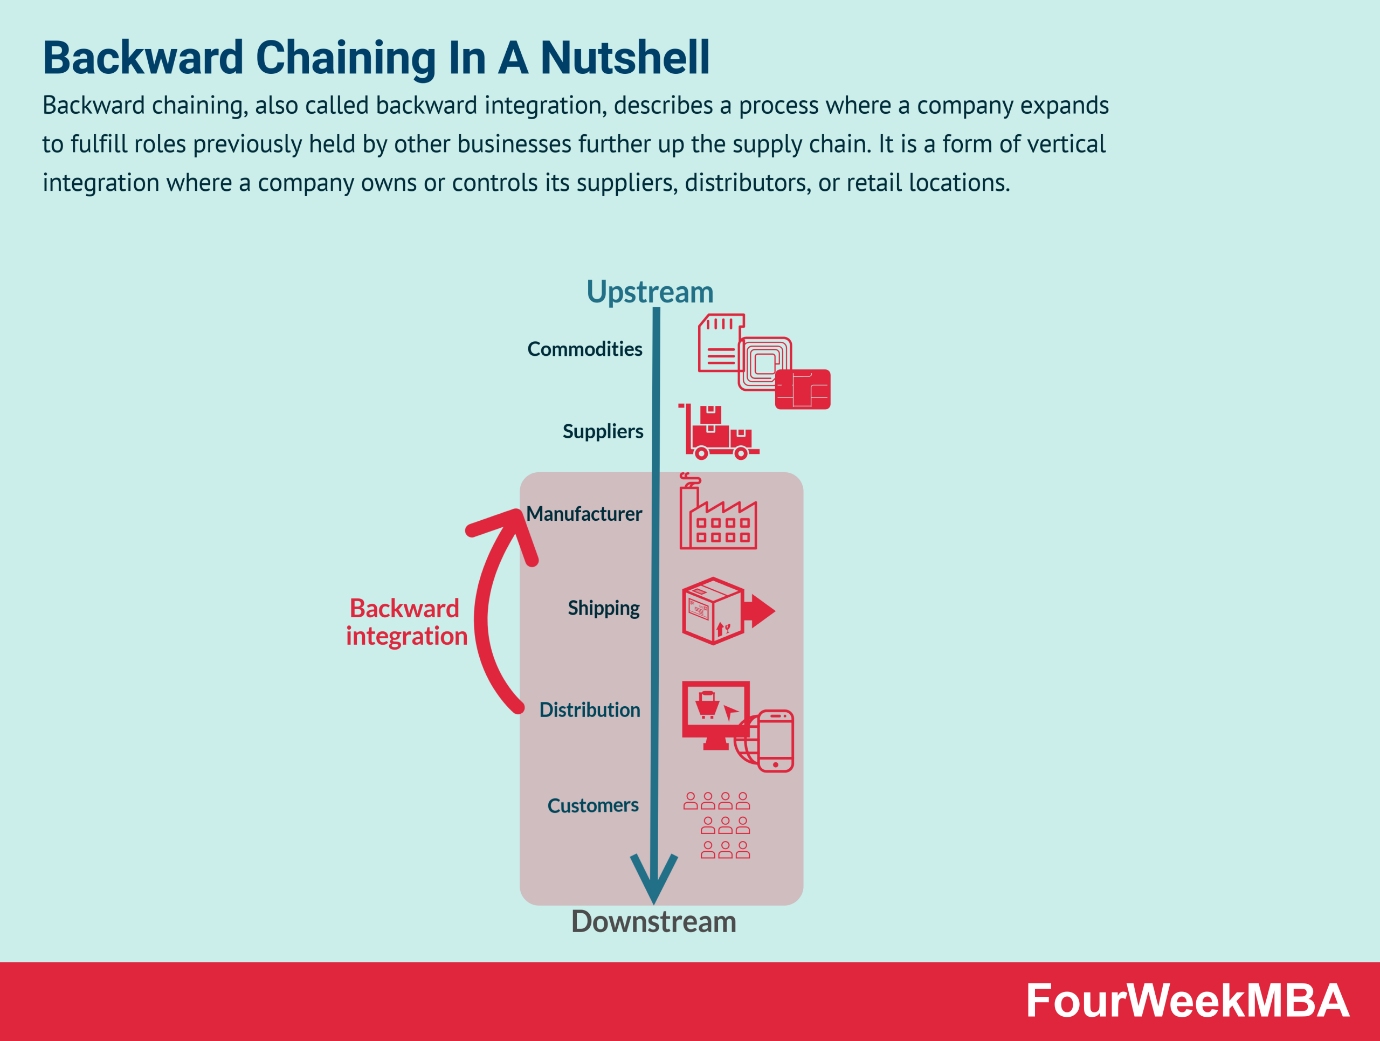 Backward Chaining In A Nutshell
Backward chaining, also called backward integration, describes a process where a company expands
to fulfill roles previously held by other businesses further up the supply chain. It is a form of vertical
integration where a company owns or controls its suppliers, distributors, or retail locations.
Upstream
Commodities
Suppliers
Manufacturer
Backward
integration
Shipping
Distribution
Customers
Downstream
FourWeekMBA